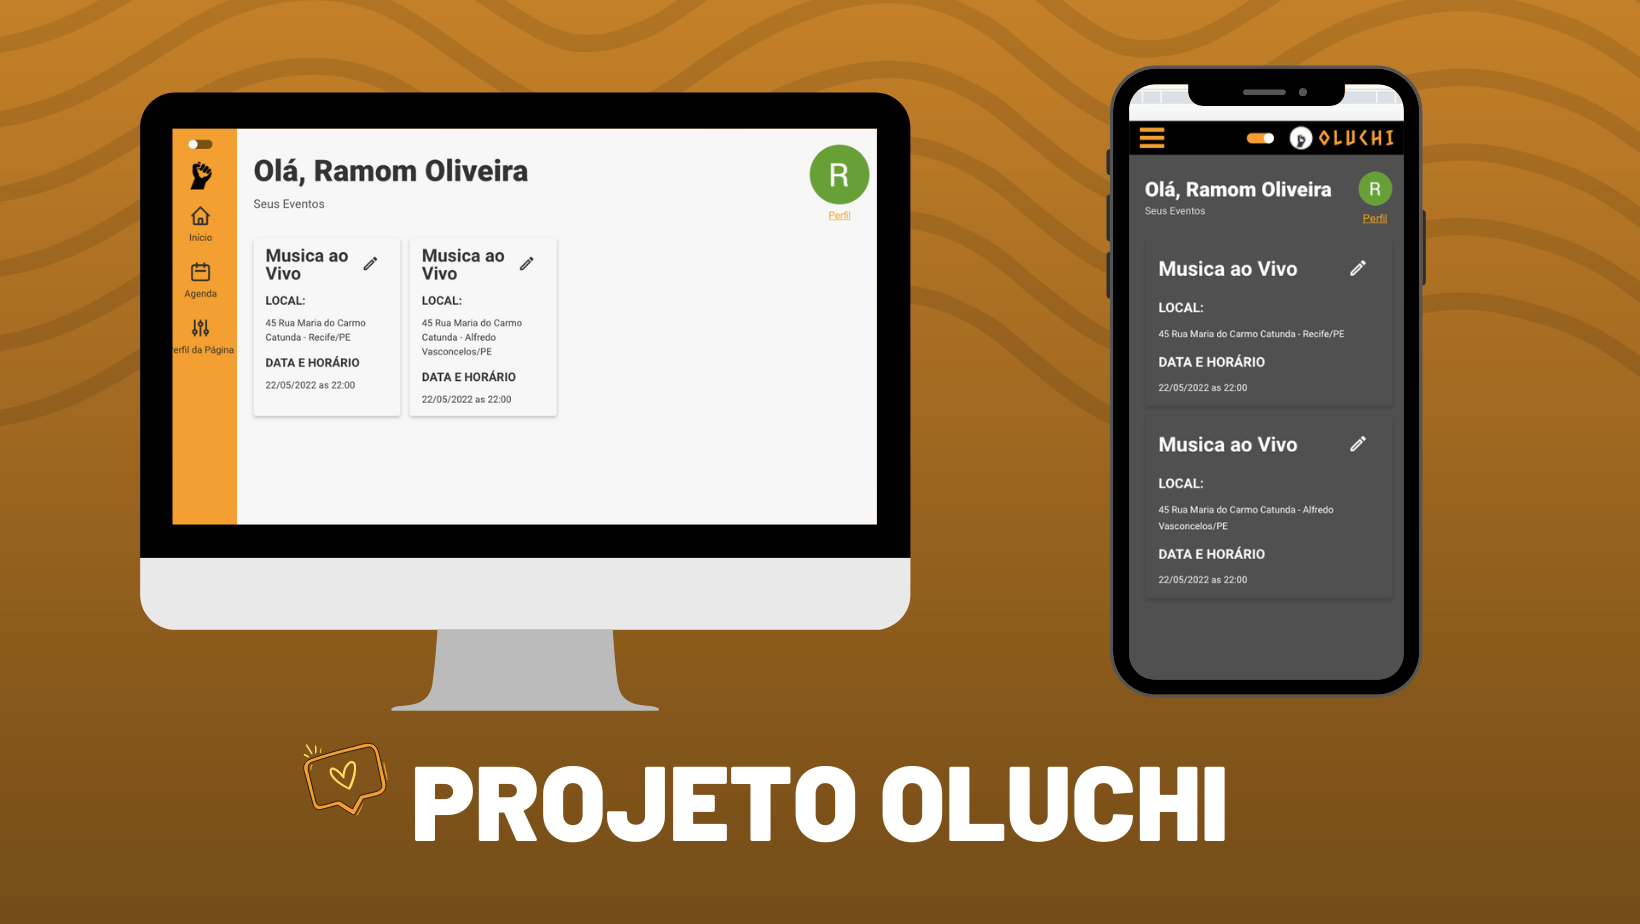 Olá, Ramom Oliveira
Seus Eventos
R
Perfil
Início
Agenda
erfil da Página
Musica ao
Vivo
LOCAL:
45 Rua Maria do Carmo
Catunda - Recife/PE
DATA E HORÁRIO
22/05/2022 as 22:00
Musica ao
Vivo
LOCAL:
45 Rua Maria do Carmo
Catunda - Alfredo
Vasconcelos/PE
DATA E HORÁRIO
22/05/2022 as 22:00
OLUCHI
Olá, Ramom Oliveira
Seus Eventos
R
Perfil
Musica ao Vivo
LOCAL:
45 Rua Maria do Carmo Catunda - Recife/PE
DATA E HORÁRIO
22/05/2022 as 22:00
Musica ao Vivo
LOCAL:
45 Rua Maria do Carmo Catunda - Alfredo
Vasconcelos/PE
DATA E HORÁRIO
22/05/2022 as 22:00
PROJETO OLUCHI